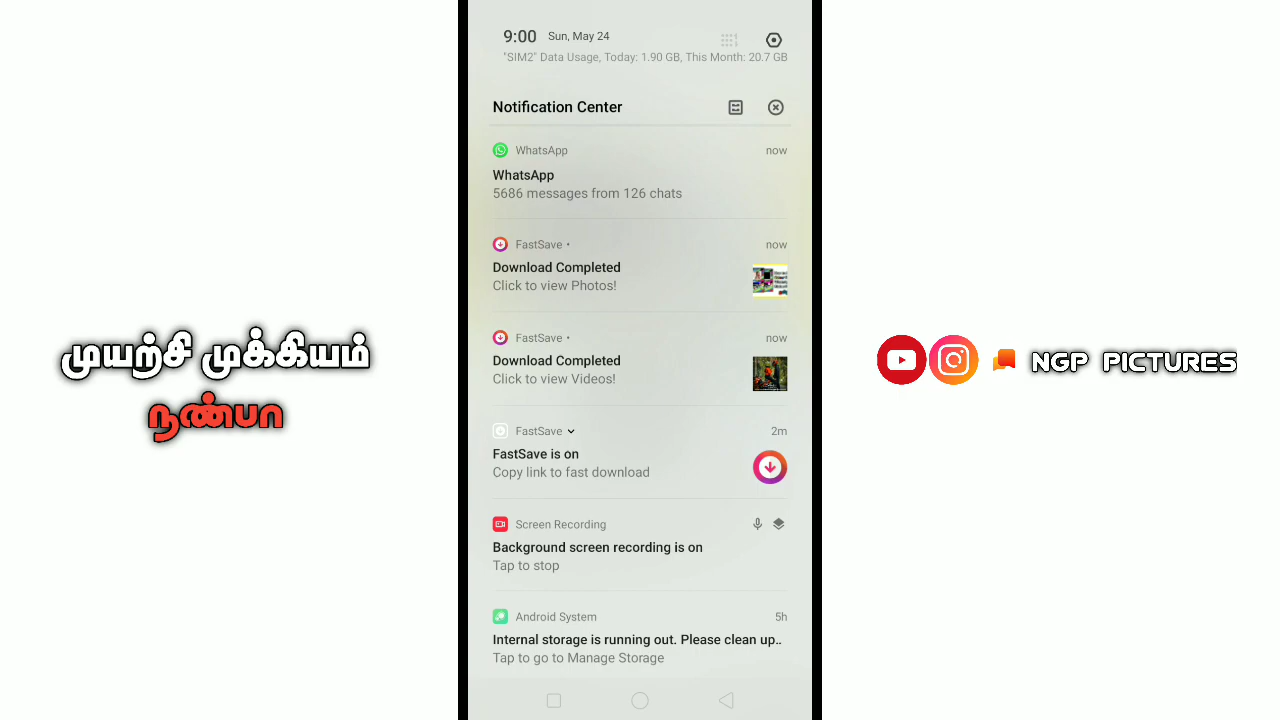 9:00 Sun, May 24
"SIM2" Data Usage, Today: 1.90 GB, This Month: 20.7 GB
Notification Center
WhatsApp now
WhatsApp
5686 messages from 126 chats
FastSave • now
Download Completed
Click to view Photos!
FastSave • now
Download Completed
Click to view Videos!
FastSave 2m
FastSave is on
Copy link to fast download
Screen Recording
Background screen recording is on
Tap to stop
Android System 5h
Internal storage is running out. Please clean up..
Tap to go to Manage Storage
முயற்சி முக்கியம்
நண்பா
NGP PICTURES